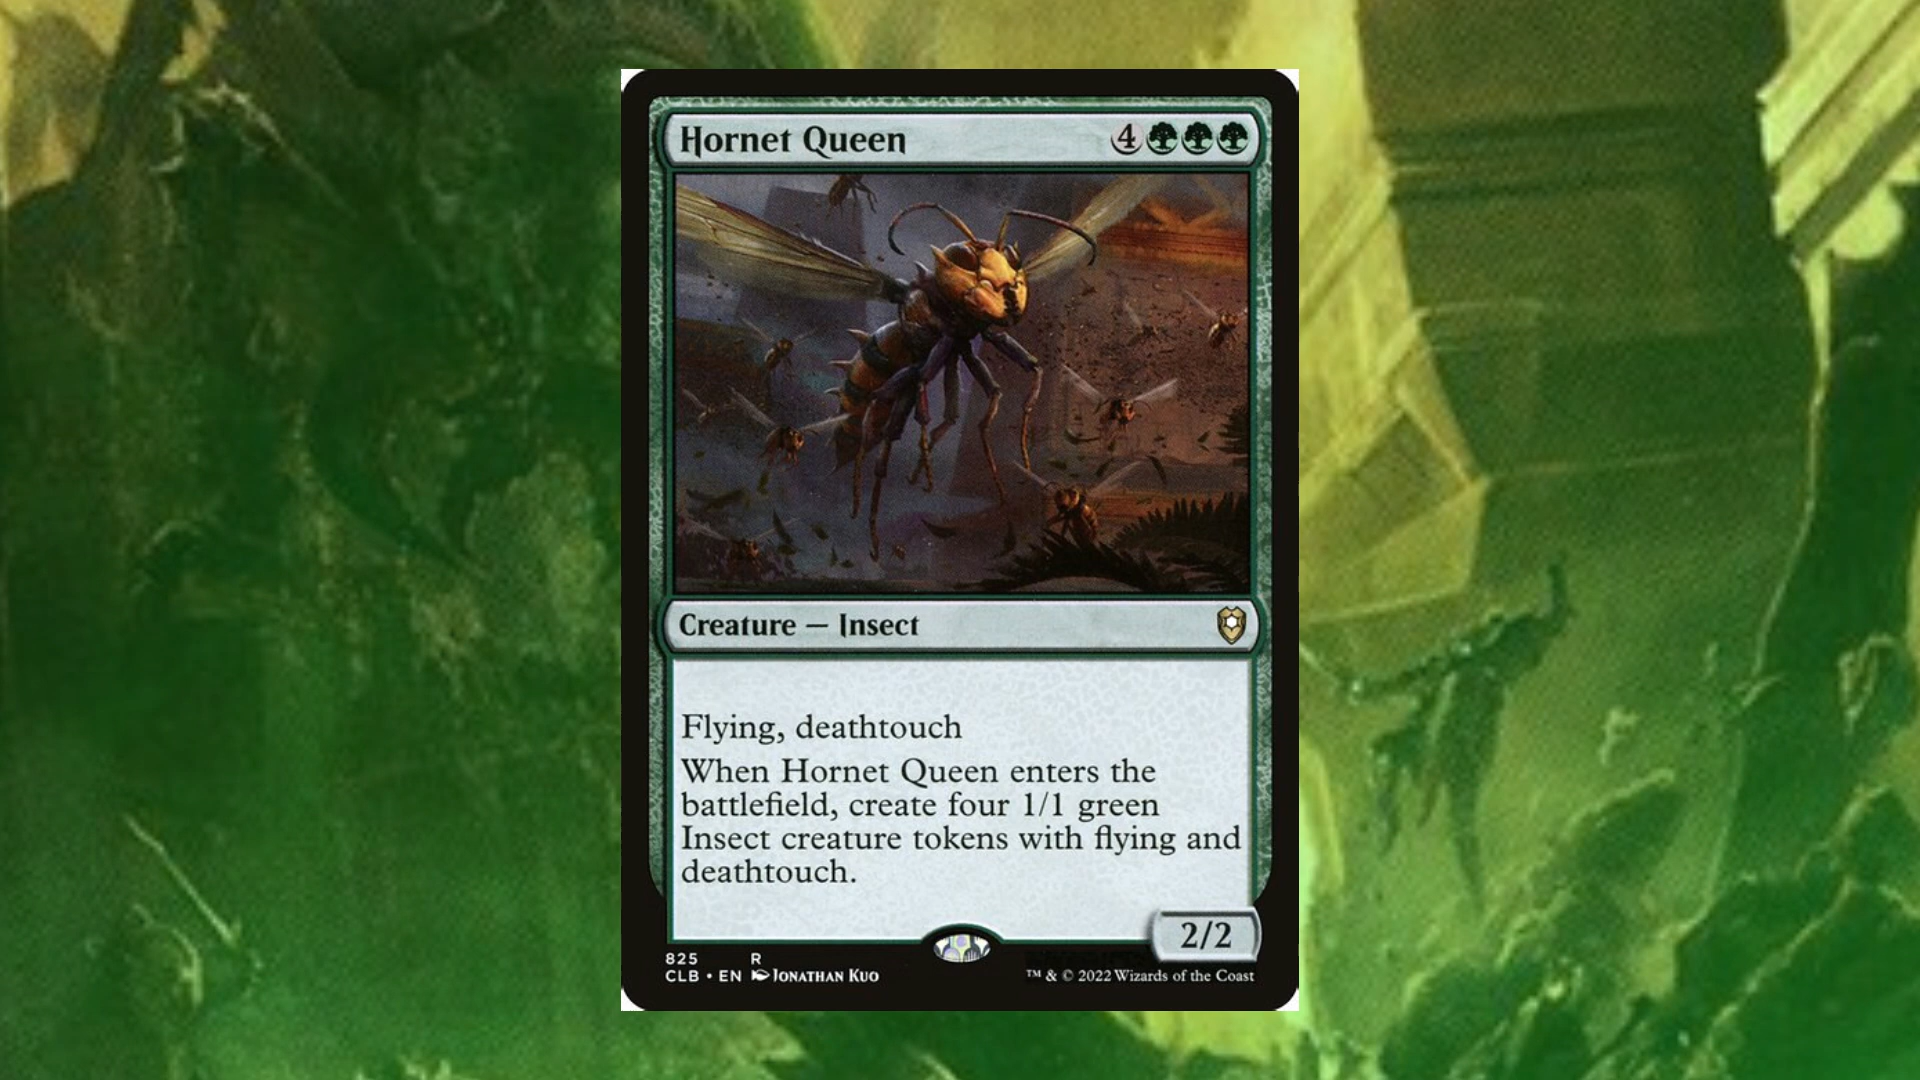 Hornet Queen 4
Creature — Insect
Flying, deathtouch
When Hornet Queen enters the
battlefield, create four 1/1 green
Insect creature tokens with flying and
deathtouch.
2/2
825 R
CLB • EN Jonathan Kuo
™ & © 2022 Wizards of the Coast